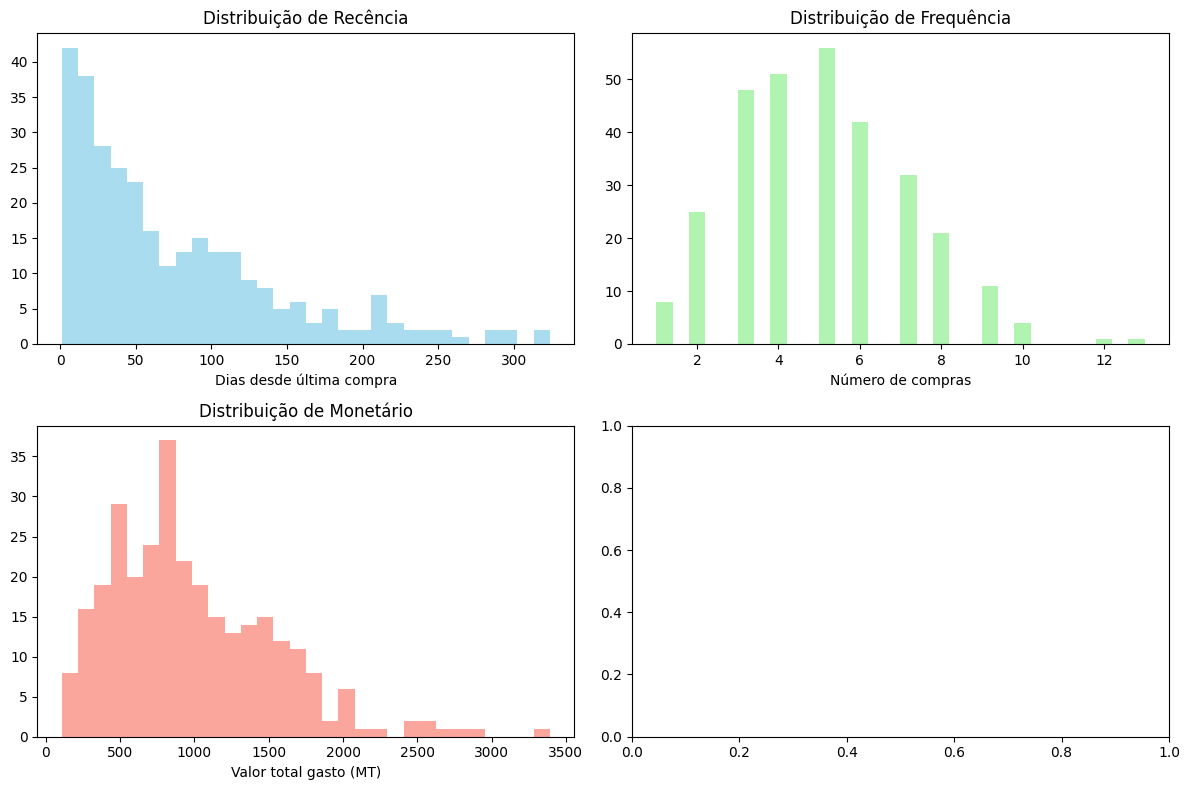 Distribuição de Recência
40
35
30
25
20
15
10
5
0
0 50 100 150 200 250 300
Dias desde última compra
Distribuição de Frequência
50
40
30
20
10
0
2 4 6 8 10 12
Número de compras
Distribuição de Monetário
35
30
25
20
15
10
5
0
0 500 1000 1500 2000 2500 3000 3500
Valor total gasto (MT)
1.0
0.8
0.6
0.4
0.2
0.0
0.0 0.2 0.4 0.6 0.8 1.0